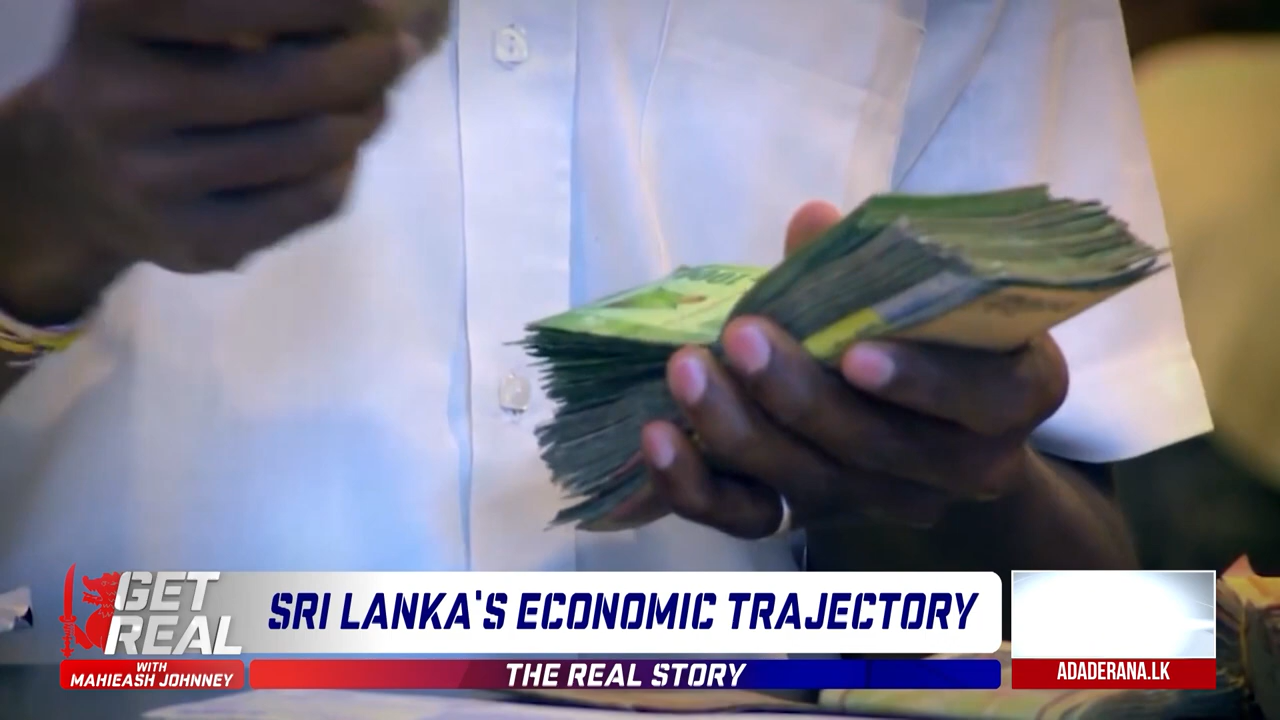 GET
REAL
WITH
MAHIEASH JOHNNEY
SRI LANKA'S ECONOMIC TRAJECTORY
THE REAL STORY
ADADERANA.LK